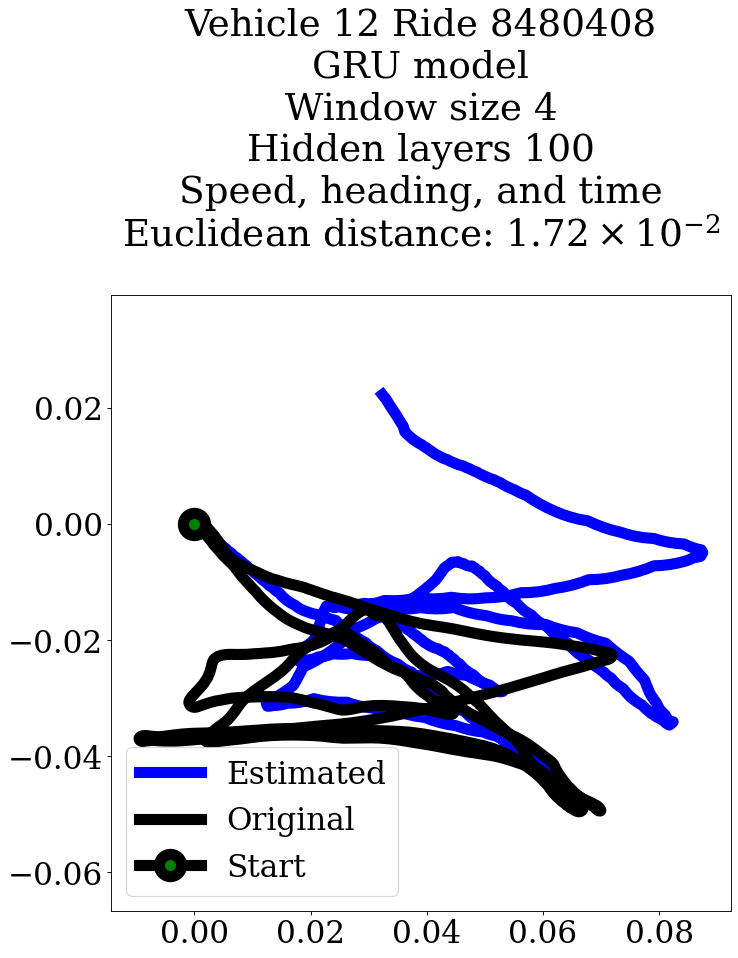 Vehicle 12 Ride 8480408
GRU model
Window size 4
Hidden layers 100
Speed, heading, and time
Euclidean distance: 1.72 × 10⁻²
0.02
0.00
−0.02
−0.04
−0.06
Estimated
Original
Start
0.00 0.02 0.04 0.06 0.08